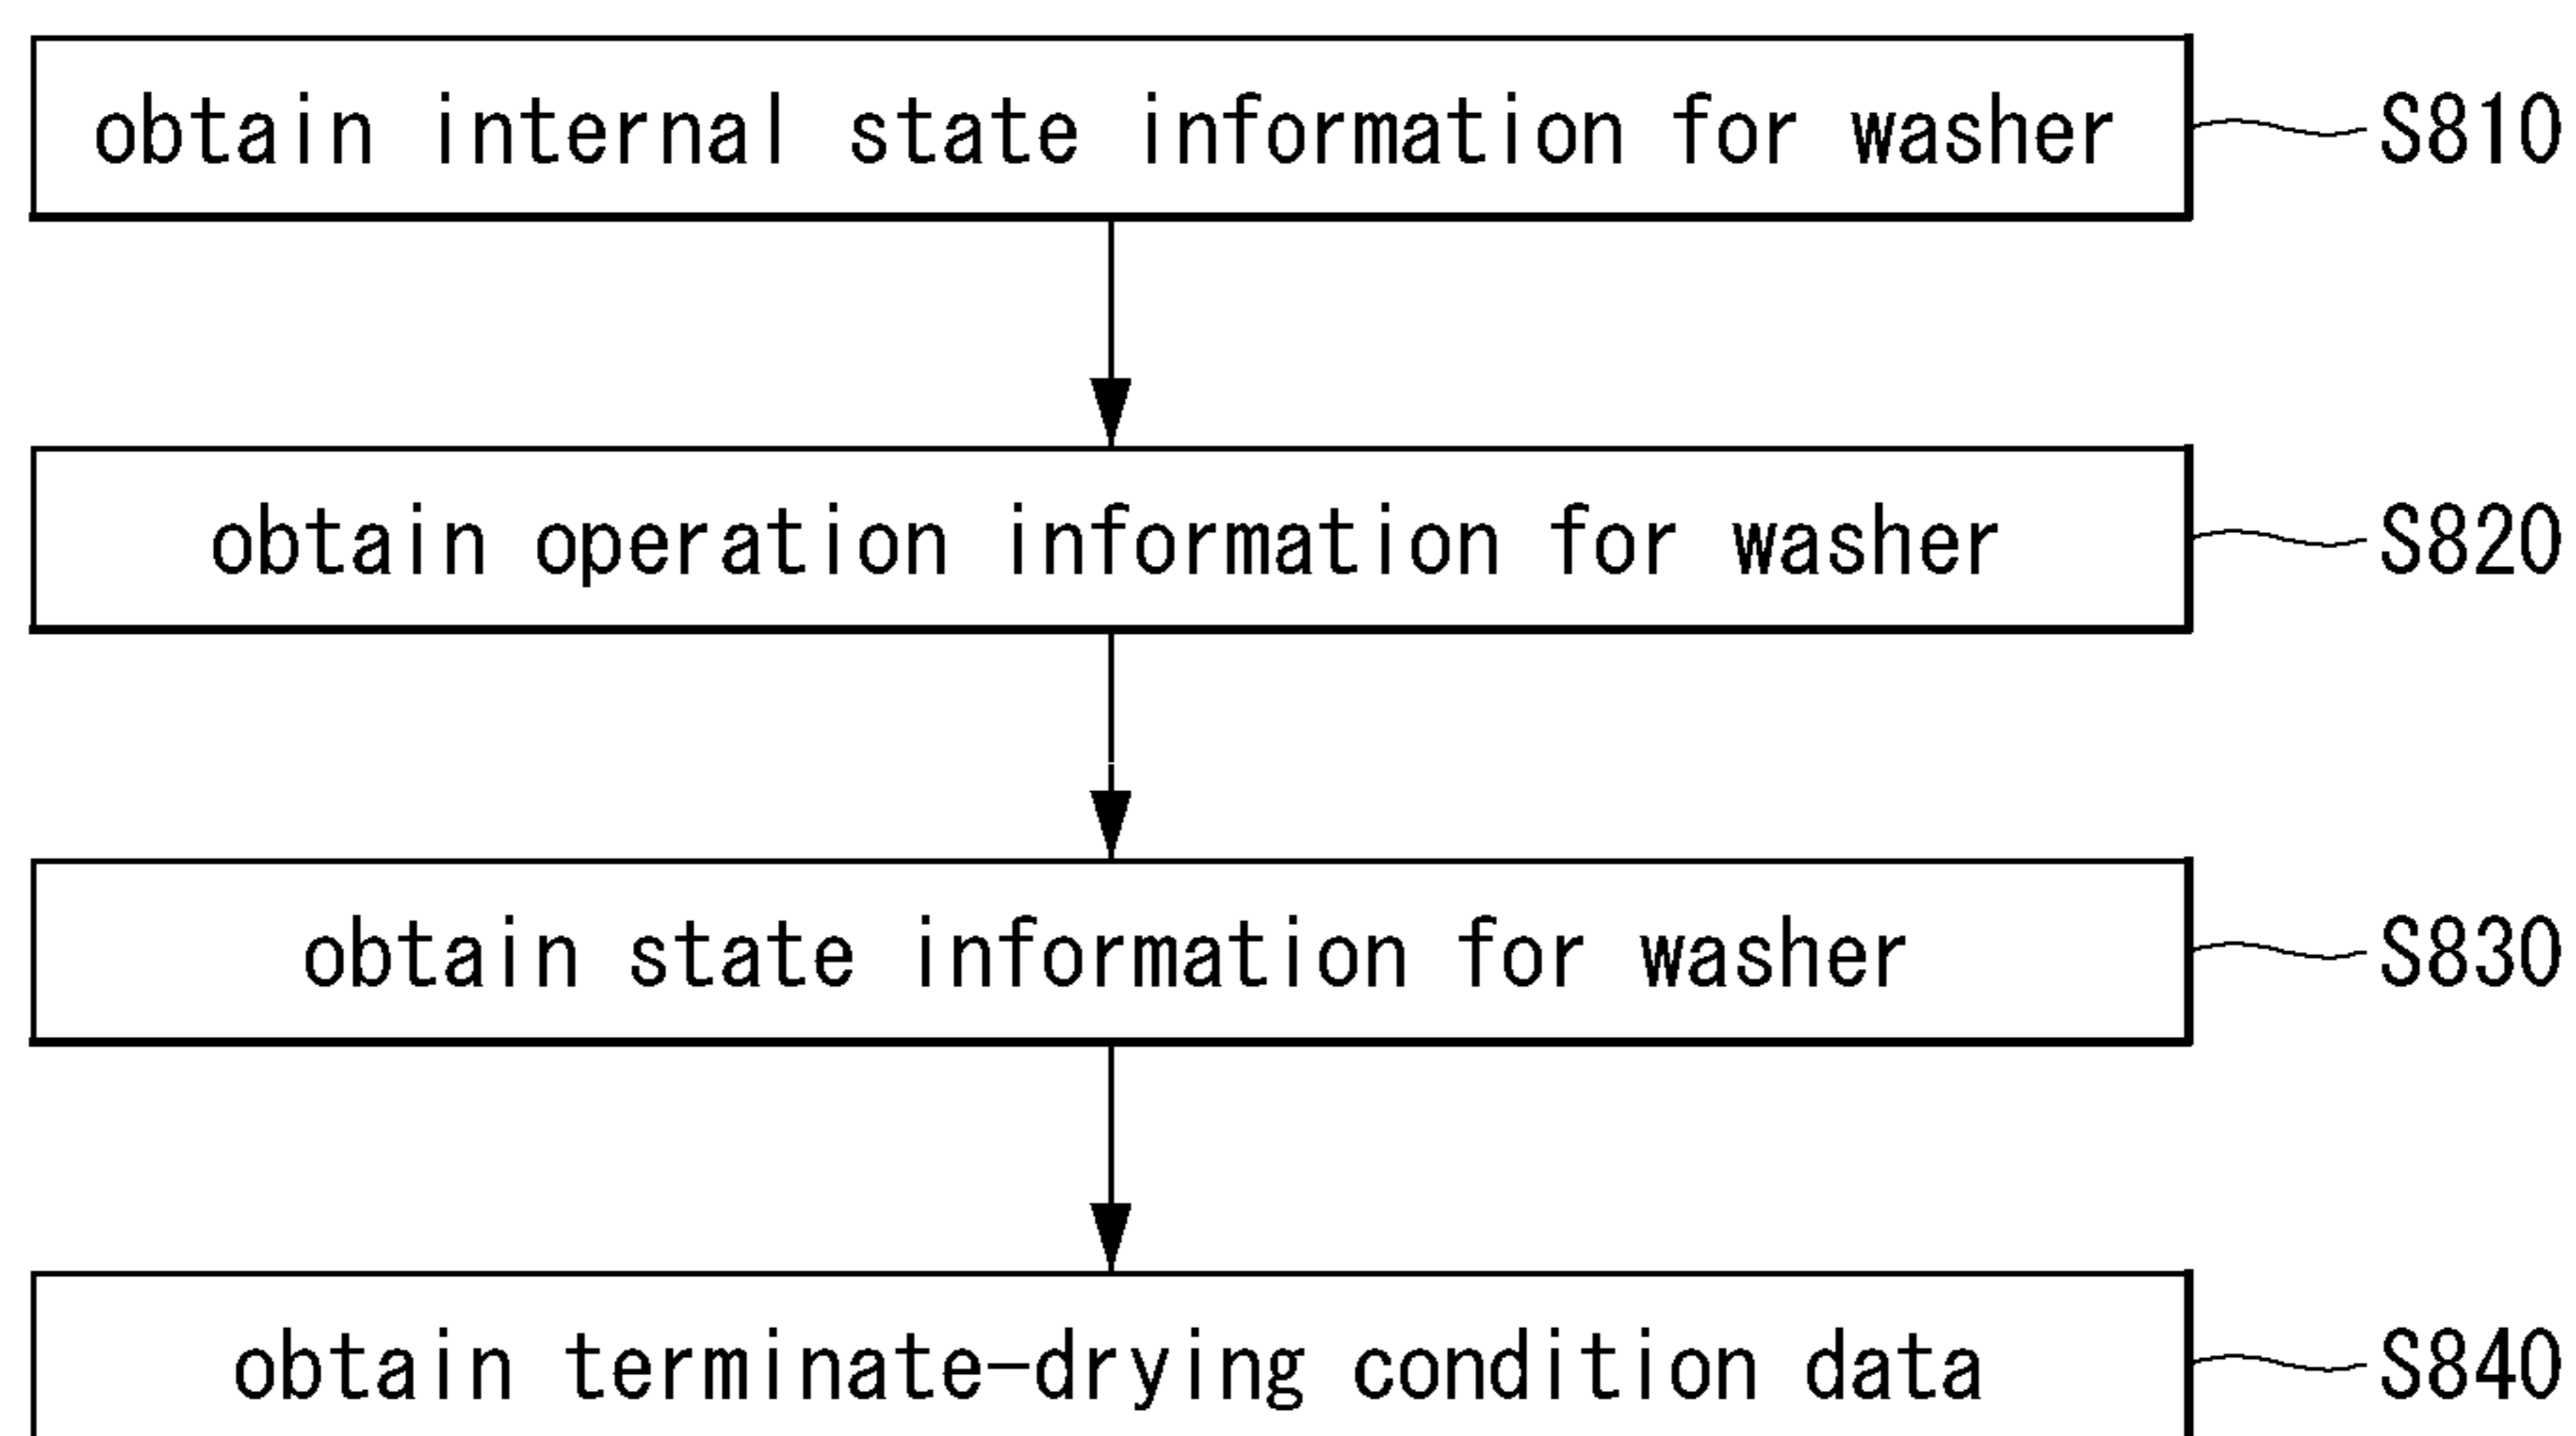 obtain internal state information for washer S810
obtain operation information for washer S820
obtain state information for washer S830
obtain terminate-drying condition data S840